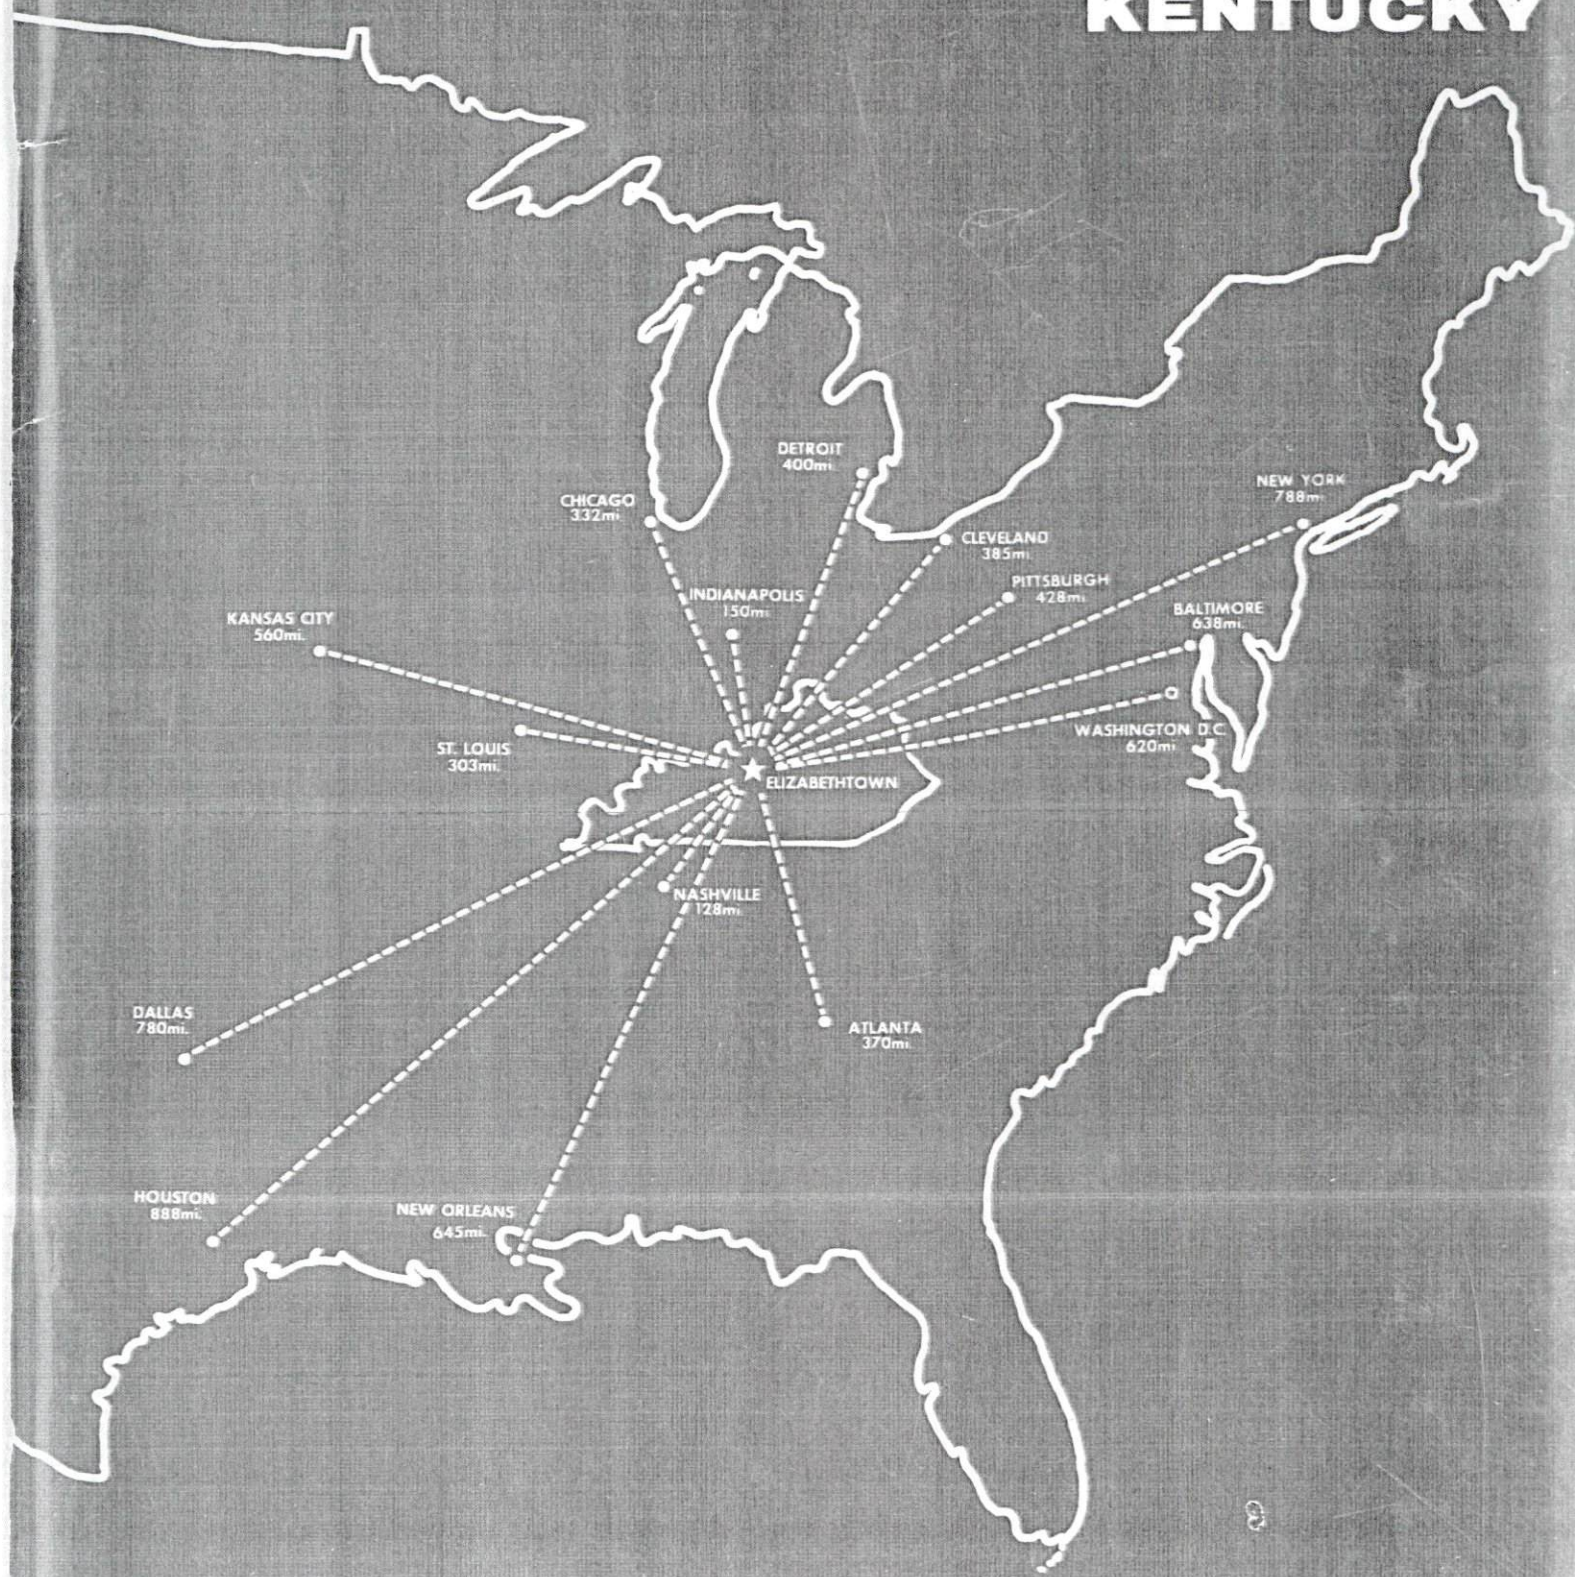 KENTUCKY
DETROIT
400mi.
CHICAGO
332mi.
NEW YORK
788m.
CLEVELAND
385mi.
PITTSBURGH
428mi.
INDIANAPOLIS
150mi.
BALTIMORE
638mi.
KANSAS CITY
560mi.
WASHINGTON D.C.
620mi
ST. LOUIS
303mi.
ELIZABETHTOWN
NASHVILLE
128mi.
DALLAS
780mi.
ATLANTA
370mi.
HOUSTON
888mi.
NEW ORLEANS
645mi.